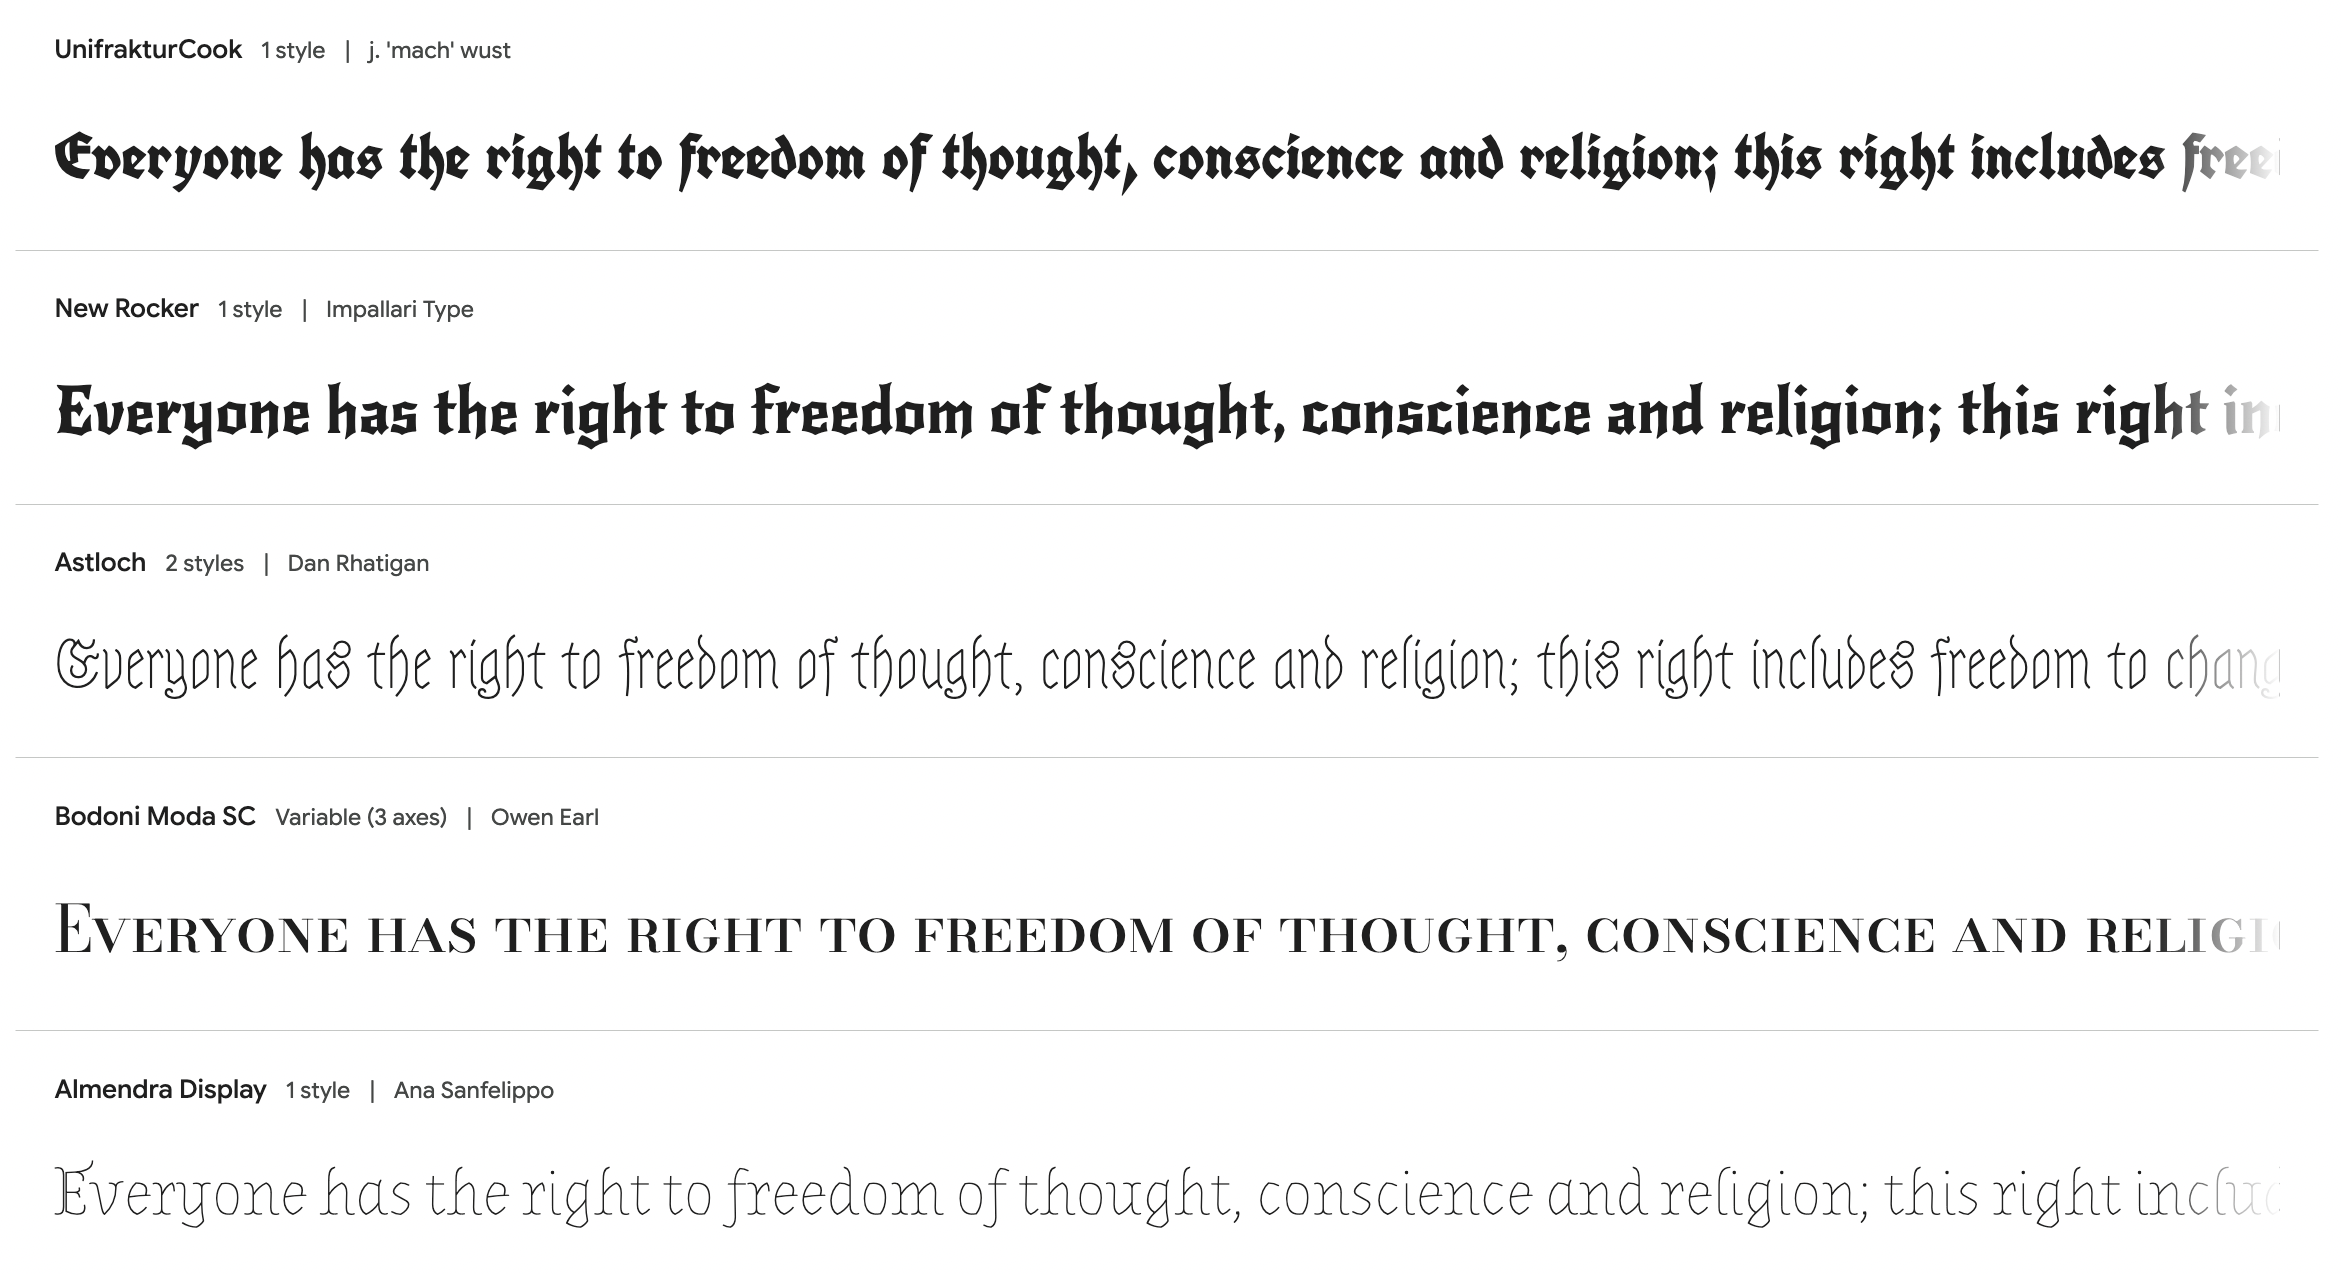 UnifrakturCook 1 style | j. 'mach' wust
Everyone has the right to freedom of thought, conscience and religion; this right includes
New Rocker 1 style | Impallari Type
Everyone has the right to freedom of thought, conscience and religion; this right
Astloch 2 styles | Dan Rhatigan
Everyone has the right to freedom of thought, conscience and religion; this right includes freedom to
Bodoni Moda SC Variable (3 axes) | Owen Earl
Everyone has the right to freedom of thought, conscience and
Almendra Display 1 style | Ana Sanfelippo
Everyone has the right to freedom of thought, conscience and religion; this right